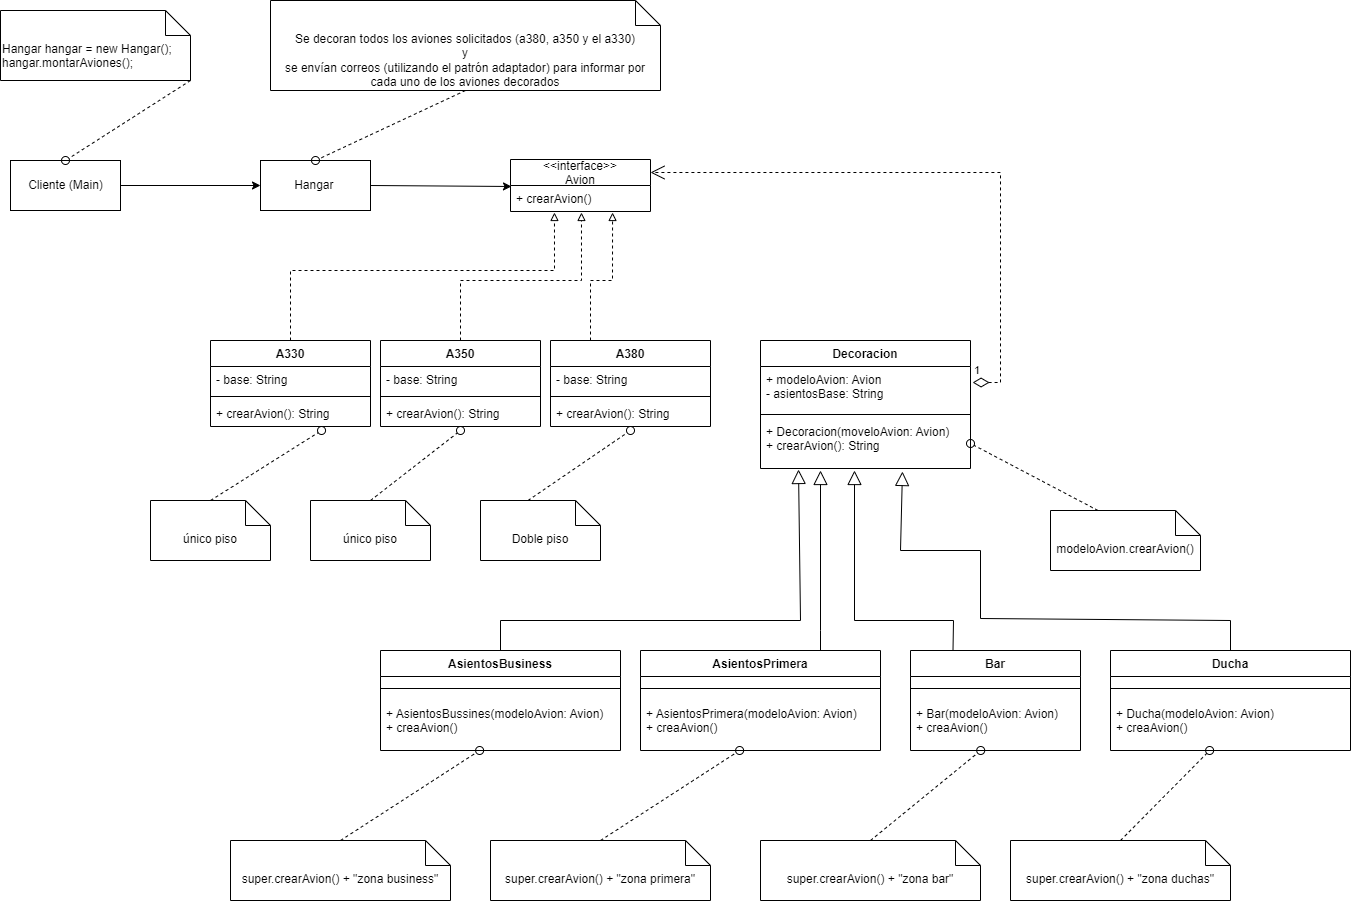 Hangar hangar = new Hangar();
hangar.montarAviones();
Se decoran todos los aviones solicitados (a380, a350 y el a330)
y
se envían correos (utilizando el patrón adaptador) para informar por
cada uno de los aviones decorados
Cliente (Main)
Hangar
<<interface>>
Avion
+ crearAvion()
A330
- base: String
+ crearAvion(): String
A350
- base: String
+ crearAvion(): String
A380
- base: String
+ crearAvion(): String
Decoracion
+ modeloAvion: Avion
- asientosBase: String
+ Decoracion(moveloAvion: Avion)
+ crearAvion(): String
1
único piso
único piso
Doble piso
modeloAvion.crearAvion()
AsientosBusiness
+ AsientosBussines(modeloAvion: Avion)
+ creaAvion()
AsientosPrimera
+ AsientosPrimera(modeloAvion: Avion)
+ creaAvion()
Bar
+ Bar(modeloAvion: Avion)
+ creaAvion()
Ducha
+ Ducha(modeloAvion: Avion)
+ creaAvion()
super.crearAvion() + "zona business"
super.crearAvion() + "zona primera"
super.crearAvion() + "zona bar"
super.crearAvion() + "zona duchas"